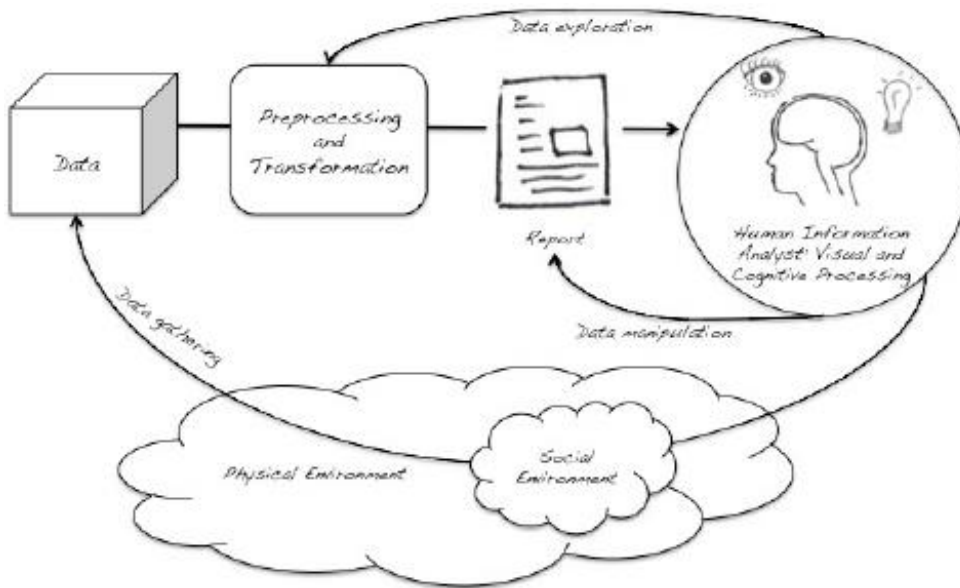 Data exploration
Preprocessing
and
Transformation
Data
Report
Human Information
Analyst: Visual and
Cognitive Processing
Data gathering
Data manipulation
Physical Environment
Social
Environment